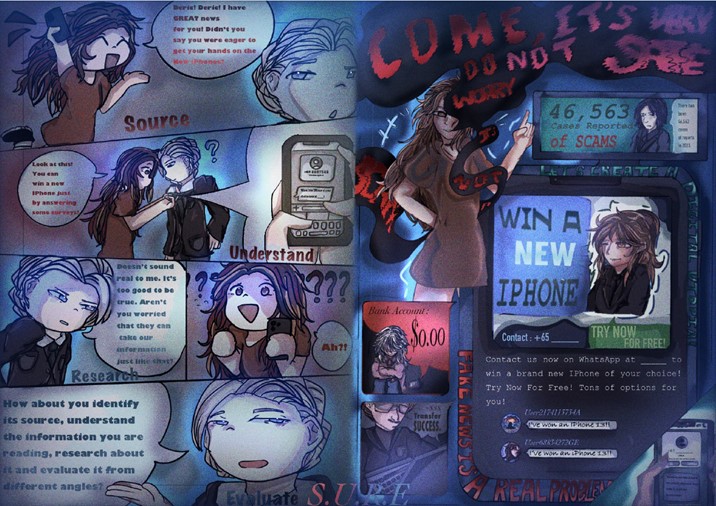 Doris! Doris! I have
GREAT news
for you! Didn't you
say you were eager to
get your hands on the
New iPhones?
Source
Look at this!
You can
win a new
IPhone just
by answering
some surveys!
Understand
Doesn't sound
real to me. It's
too good to be
true. Aren't
you worried
that they can
take our
information
just like that?
Ah?!
Research
How about you identify
its source, understand
the information you are
reading, research about
it and evaluate it from
different angles?
Evaluate
S.U.R.E
COME,
DO NOT
WORRY
IT'S VERY
SAFE
46,563
Cases Reported
of SCAMS
WIN A
NEW
IPHONE
Contact : +65
TRY NOW
FOR FREE!
Contact us now on WhatsApp at _____ to
win a brand new IPhone of your choice!
Try Now For Free! Tons of options for
you!
I've won an iPhone 13!!
I've won an iPhone 13!!
Bank Account:
$0.00
Transfer
SUCCESS.
FAKE NEWS IS
A REAL PROBLEM